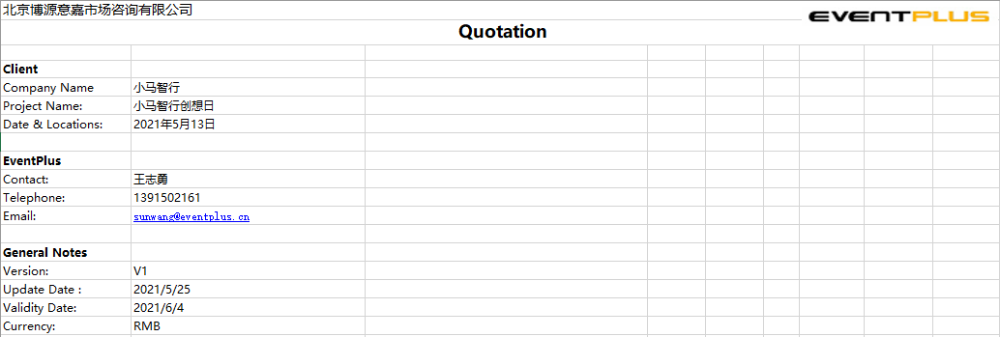 北京博源意嘉市场咨询有限公司
EVENTPLUS
Quotation
Client
Company Name 小马智行
Project Name: 小马智行创想日
Date & Locations: 2021年5月13日
EventPlus
Contact: 王志勇
Telephone: 1391502161
Email: sunwang@eventplus.cn
General Notes
Version: V1
Update Date : 2021/5/25
Validity Date: 2021/6/4
Currency: RMB